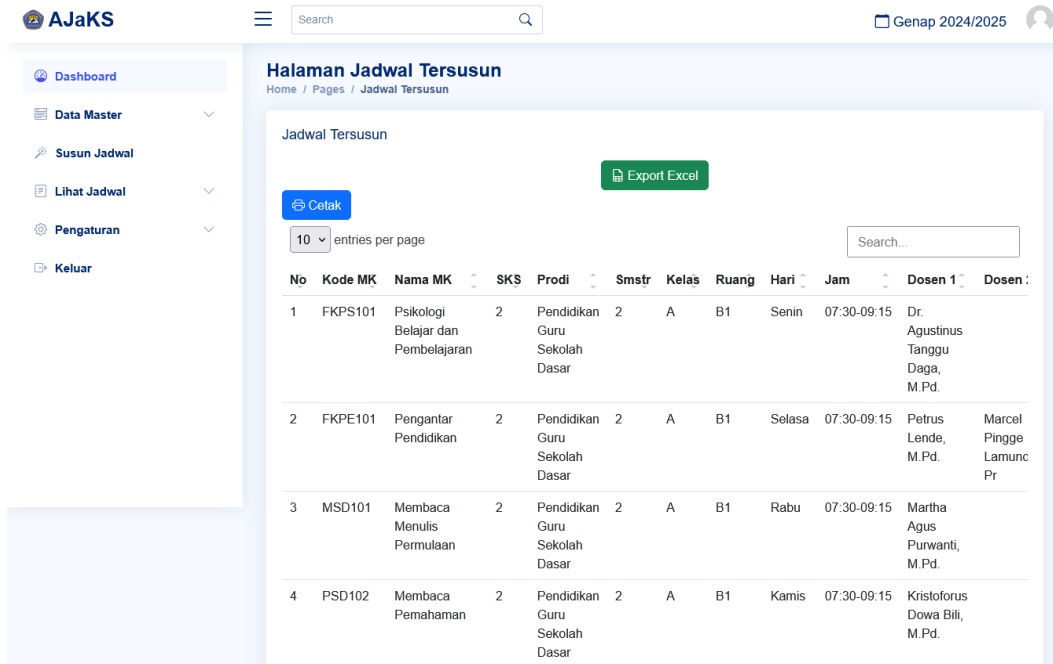 AJaKS
Search
Genap 2024/2025
Dashboard
Data Master
Susun Jadwal
Lihat Jadwal
Pengaturan
Keluar
Halaman Jadwal Tersusun
Home / Pages / Jadwal Tersusun
Jadwal Tersusun
Export Excel
Cetak
10 entries per page
Search...
No Kode MK Nama MK SKS Prodi Smstr Kelas Ruang Hari Jam Dosen 1 Dosen
1 FKPS101 Psikologi 2 Pendidikan 2 A B1 Senin 07:30-09:15 Dr.
Belajar dan Guru Agustinus
Pembelajaran Sekolah Tanggu
Dasar Daga,
M.Pd.
2 FKPE101 Pengantar 2 Pendidikan 2 A B1 Selasa 07:30-09:15 Petrus Marcel
Pendidikan Guru Lende, Pingge
Sekolah M.Pd.
Dasar Pr
3 MSD101 Membaca 2 Pendidikan 2 A B1 Rabu 07:30-09:15 Martha
Menulis Guru Agus
Permulaan Sekolah Purwanti,
Dasar M.Pd.
4 PSD102 Membaca 2 Pendidikan 2 A B1 Kamis 07:30-09:15 Kristoforus
Pemahaman Guru Dowa Bili,
Sekolah M.Pd.
Dasar